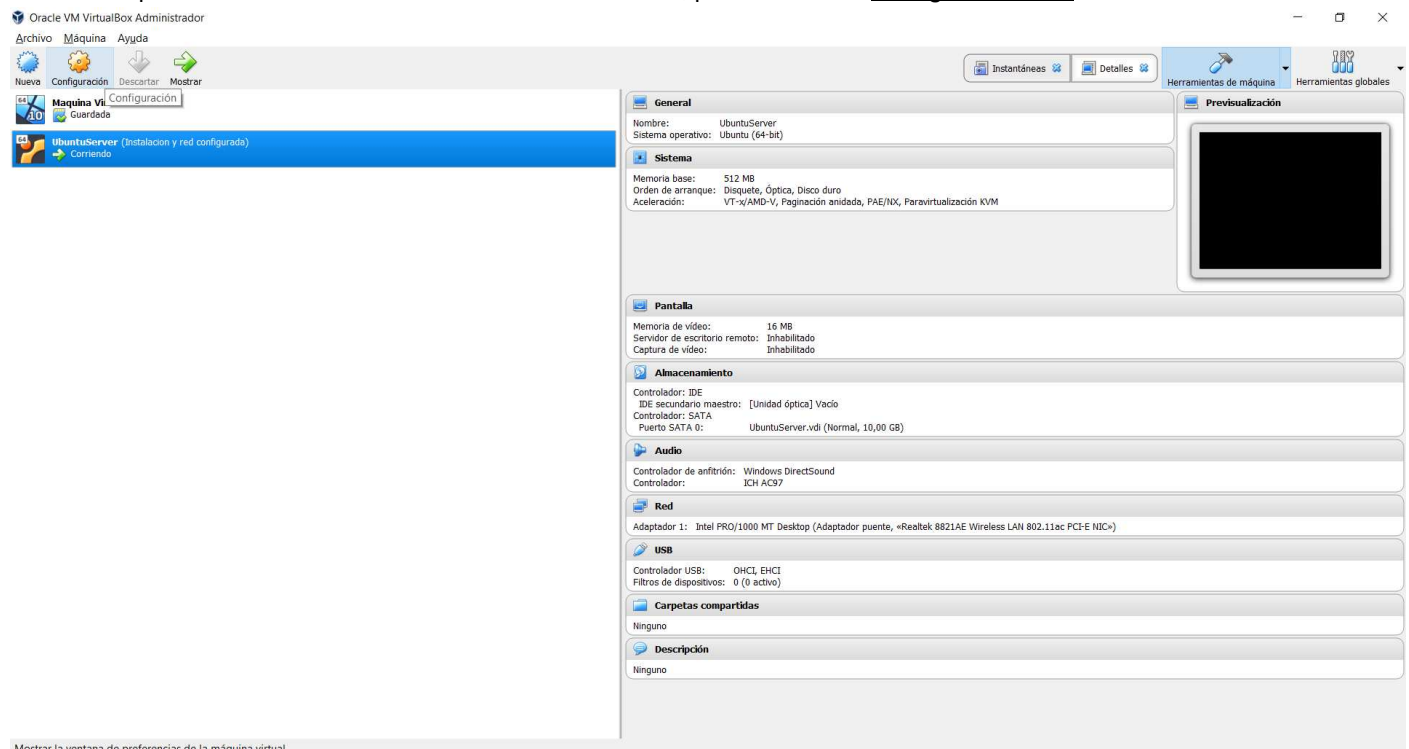 Oracle VM VirtualBox Administrador
Archivo Máquina Ayuda
Nueva Configuración Descartar Mostrar
Instantáneas Detalles
Herramientas de máquina Herramientas globales
Configuración
64
10
Maquina Vi
Guardada
64
UbuntuServer (Instalacion y red configurada)
Corriendo
General
Nombre: UbuntuServer
Sistema operativo: Ubuntu (64-bit)
Sistema
Memoria base: 512 MB
Orden de arranque: Disquete, Óptica, Disco duro
Aceleración: VT-x/AMD-V, Paginación anidada, PAE/NX, Paravirtualización KVM
Previsualización
Pantalla
Memoria de vídeo: 16 MB
Servidor de escritorio remoto: Inhabilitado
Captura de vídeo: Inhabilitado
Almacenamiento
Controlador: IDE
IDE secundario maestro: [Unidad óptica] Vacío
Controlador: SATA
Puerto SATA 0: UbuntuServer.vdi (Normal, 10,00 GB)
Audio
Controlador de anfitrión: Windows DirectSound
Controlador: ICH AC97
Red
Adaptador 1: Intel PRO/1000 MT Desktop (Adaptador puente, «Realtek 8821AE Wireless LAN 802.11ac PCI-E NIC»)
USB
Controlador USB: OHCI, EHCI
Filtros de dispositivos: 0 (0 activo)
Carpetas compartidas
Ninguno
Descripción
Ninguno
Mostrar la ventana de preferencias de la máquina virtual